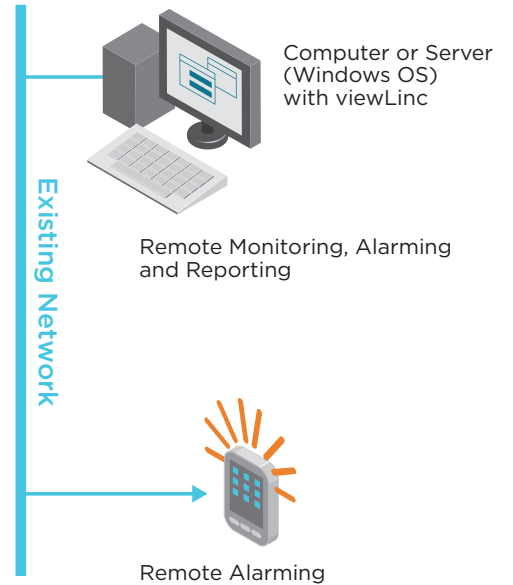 Computer or Server
(Windows OS)
with viewLinc
Existing Network
Remote Monitoring, Alarming
and Reporting
Remote Alarming